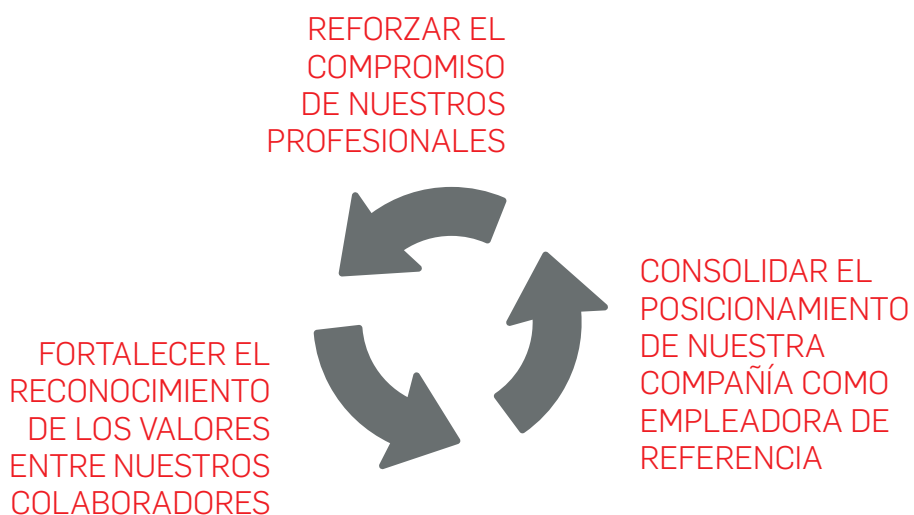 REFORZAR EL
COMPROMISO
DE NUESTROS
PROFESIONALES
CONSOLIDAR EL
POSICIONAMIENTO
DE NUESTRA
COMPAÑÍA COMO
EMPLEADORA DE
REFERENCIA
FORTALECER EL
RECONOCIMIENTO
DE LOS VALORES
ENTRE NUESTROS
COLABORADORES